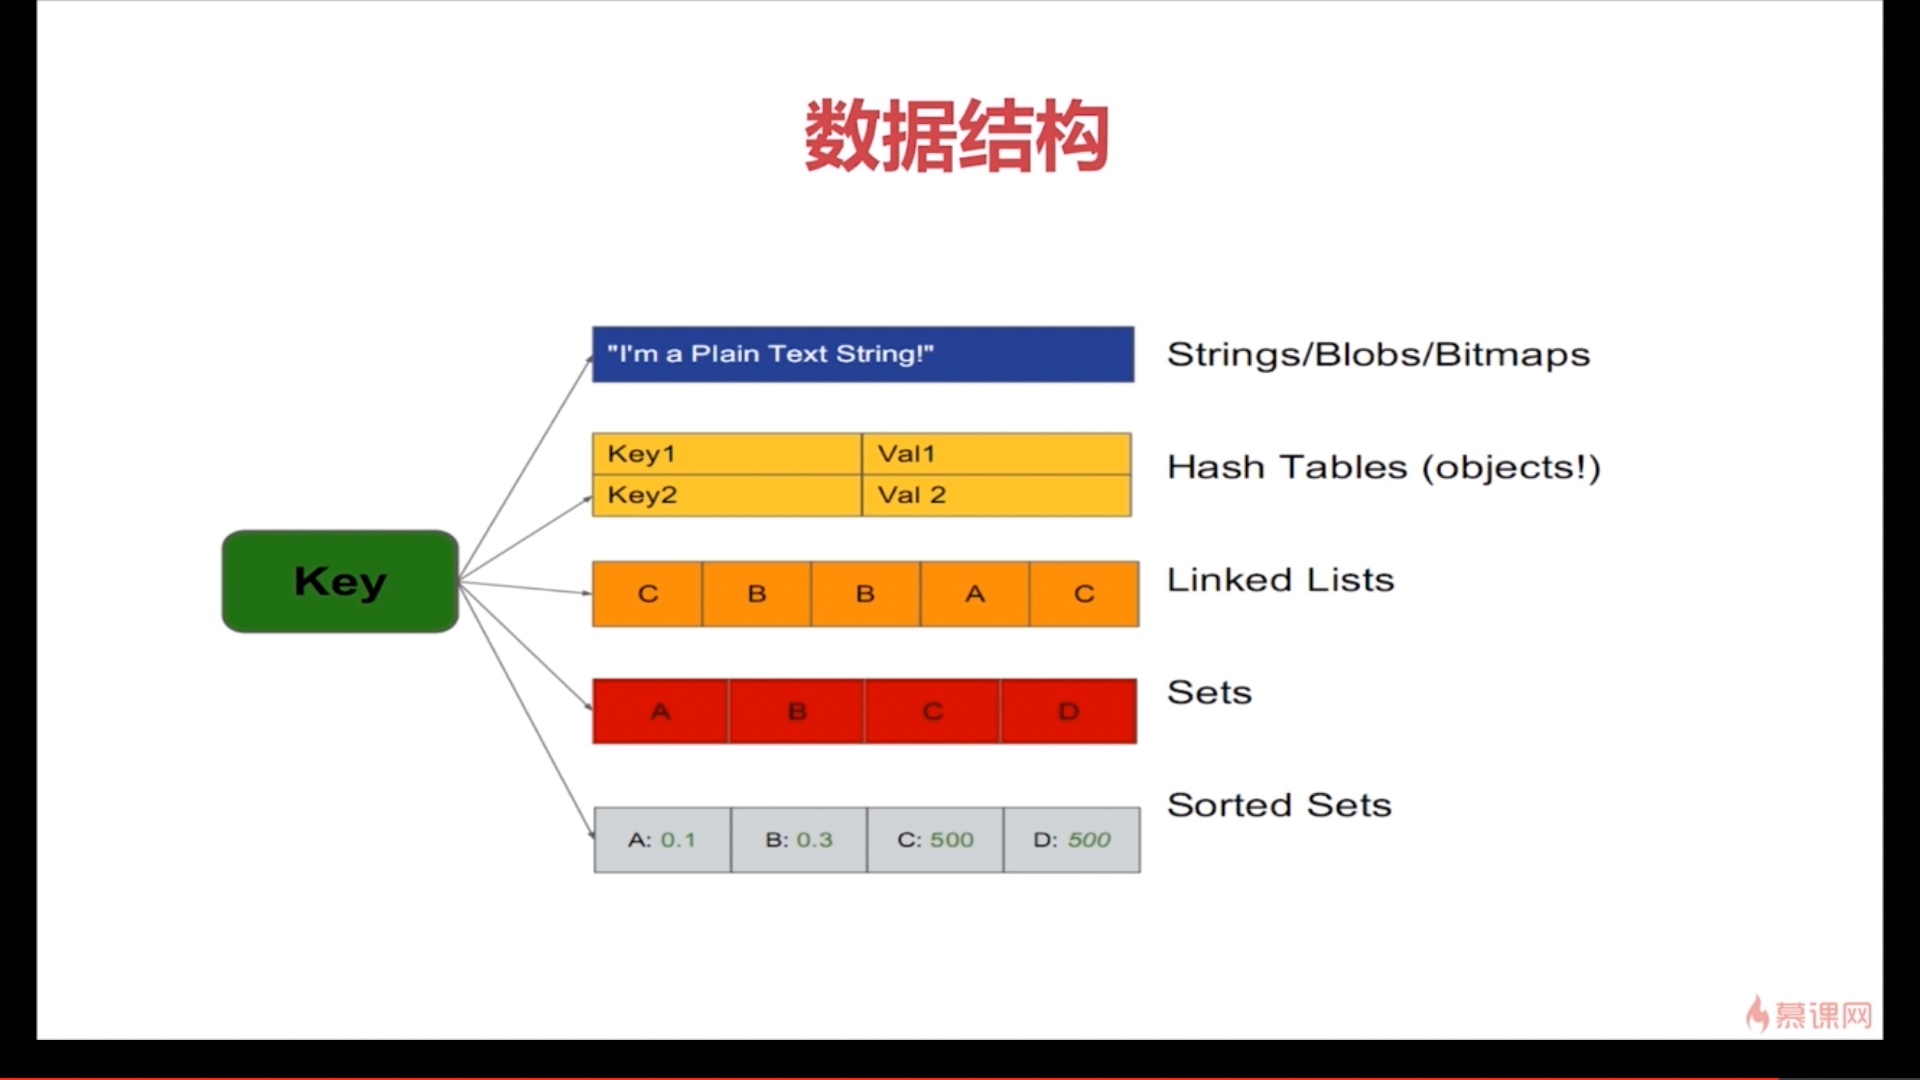 数据结构
"I'm a Plain Text String!"
Strings/Blobs/Bitmaps
Key1 Val1
Key2 Val 2
Hash Tables (objects!)
Key
C B B A C
Linked Lists
A B C D
Sets
A: 0.1 B: 0.3 C: 500 D: 500
Sorted Sets
慕课网